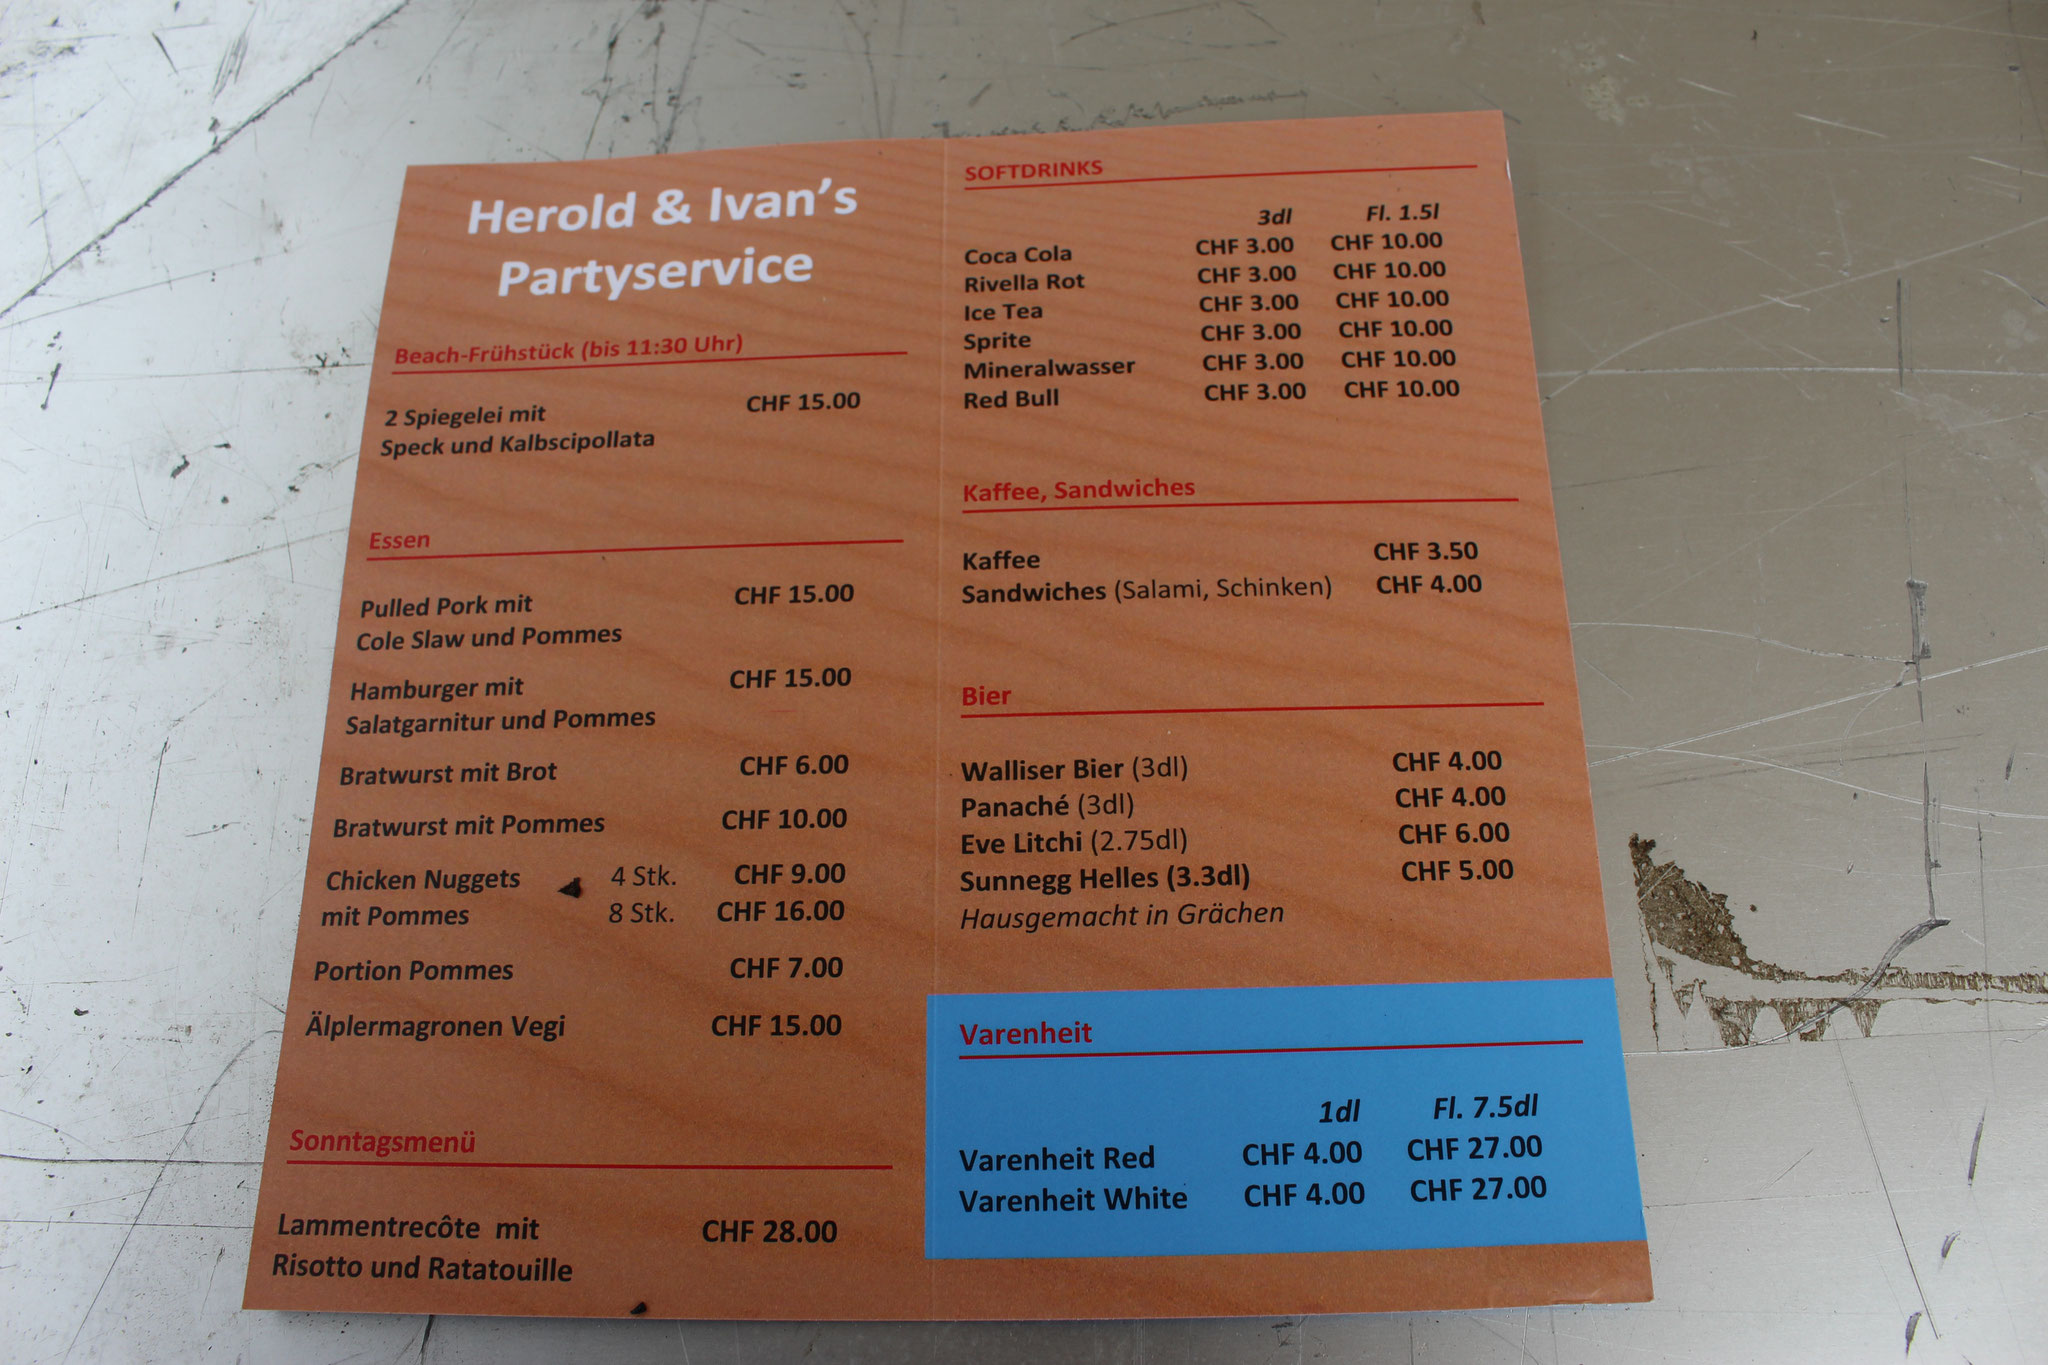 Herold & Ivan's
Partyservice
Beach-Frühstück (bis 11:30 Uhr)
2 Spiegelei mit CHF 15.00
Speck und Kalbscipollata
Essen
Pulled Pork mit CHF 15.00
Cole Slaw und Pommes
Hamburger mit CHF 15.00
Salatgarnitur und Pommes
Bratwurst mit Brot CHF 6.00
Bratwurst mit Pommes CHF 10.00
Chicken Nuggets 4 Stk. CHF 9.00
mit Pommes 8 Stk. CHF 16.00
Portion Pommes CHF 7.00
Älplermagronen Vegi CHF 15.00
Sonntagsmenü
Lammentrecôte mit CHF 28.00
Risotto und Ratatouille
SOFTDRINKS
3dl Fl. 1.5l
Coca Cola CHF 3.00 CHF 10.00
Rivella Rot CHF 3.00 CHF 10.00
Ice Tea CHF 3.00 CHF 10.00
Sprite CHF 3.00 CHF 10.00
Mineralwasser CHF 3.00 CHF 10.00
Red Bull CHF 3.00 CHF 10.00
Kaffee, Sandwiches
Kaffee CHF 3.50
Sandwiches (Salami, Schinken) CHF 4.00
Bier
Walliser Bier (3dl) CHF 4.00
Panaché (3dl) CHF 4.00
Eve Litchi (2.75dl) CHF 6.00
Sunnegg Helles (3.3dl) CHF 5.00
Hausgemacht in Grächen
Varenheit
1dl Fl. 7.5dl
Varenheit Red CHF 4.00 CHF 27.00
Varenheit White CHF 4.00 CHF 27.00